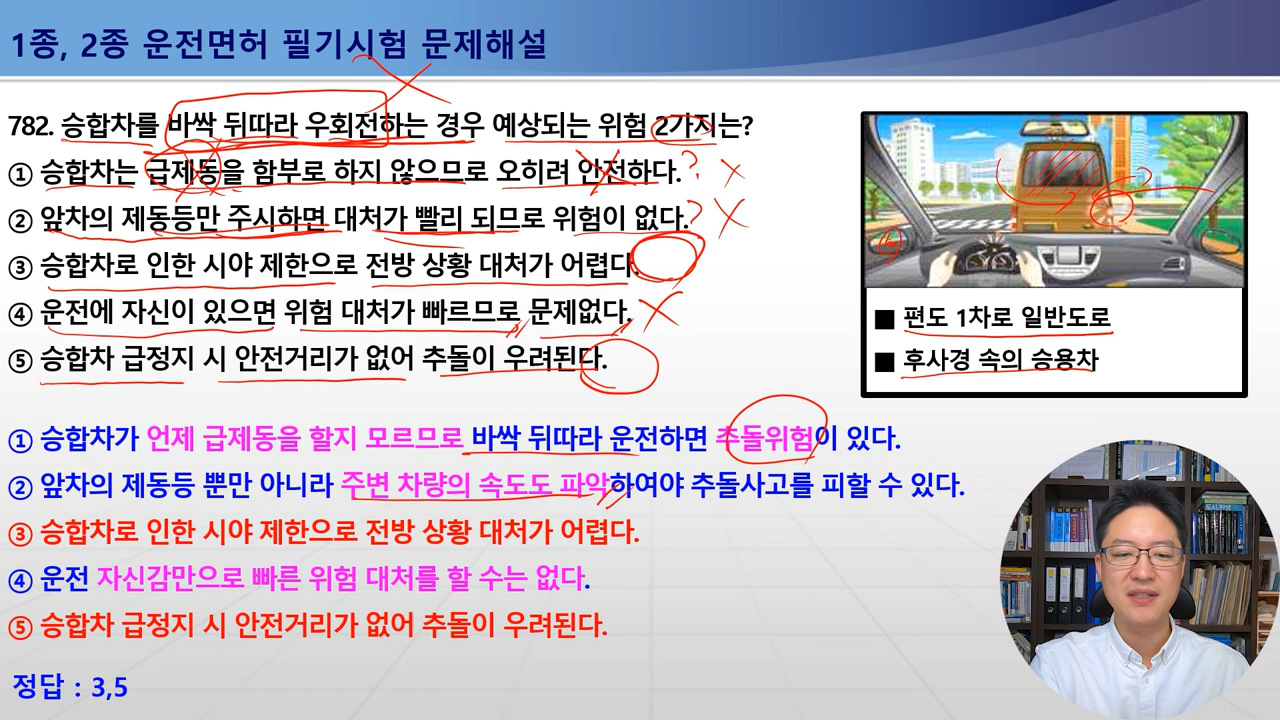 1종, 2종 운전면허 필기시험 문제해설
782. 승합차를 바싹 뒤따라 우회전하는 경우 예상되는 위험 2가지는?
① 승합차는 급제동을 함부로 하지 않으므로 오히려 안전하다.
② 앞차의 제동등만 주시하면 대처가 빨리 되므로 위험이 없다.
③ 승합차로 인한 시야 제한으로 전방 상황 대처가 어렵다.
④ 운전에 자신이 있으면 위험 대처가 빠르므로 문제없다.
⑤ 승합차 급정지 시 안전거리가 없어 추돌이 우려된다.
■ 편도 1차로 일반도로
■ 후사경 속의 승용차
① 승합차가 언제 급제동을 할지 모르므로 바싹 뒤따라 운전하면 추돌위험이 있다.
② 앞차의 제동등 뿐만 아니라 주변 차량의 속도도 파악하여야 추돌사고를 피할 수 있다.
③ 승합차로 인한 시야 제한으로 전방 상황 대처가 어렵다.
④ 운전 자신감만으로 빠른 위험 대처를 할 수는 없다.
⑤ 승합차 급정지 시 안전거리가 없어 추돌이 우려된다.
정답 : 3,5